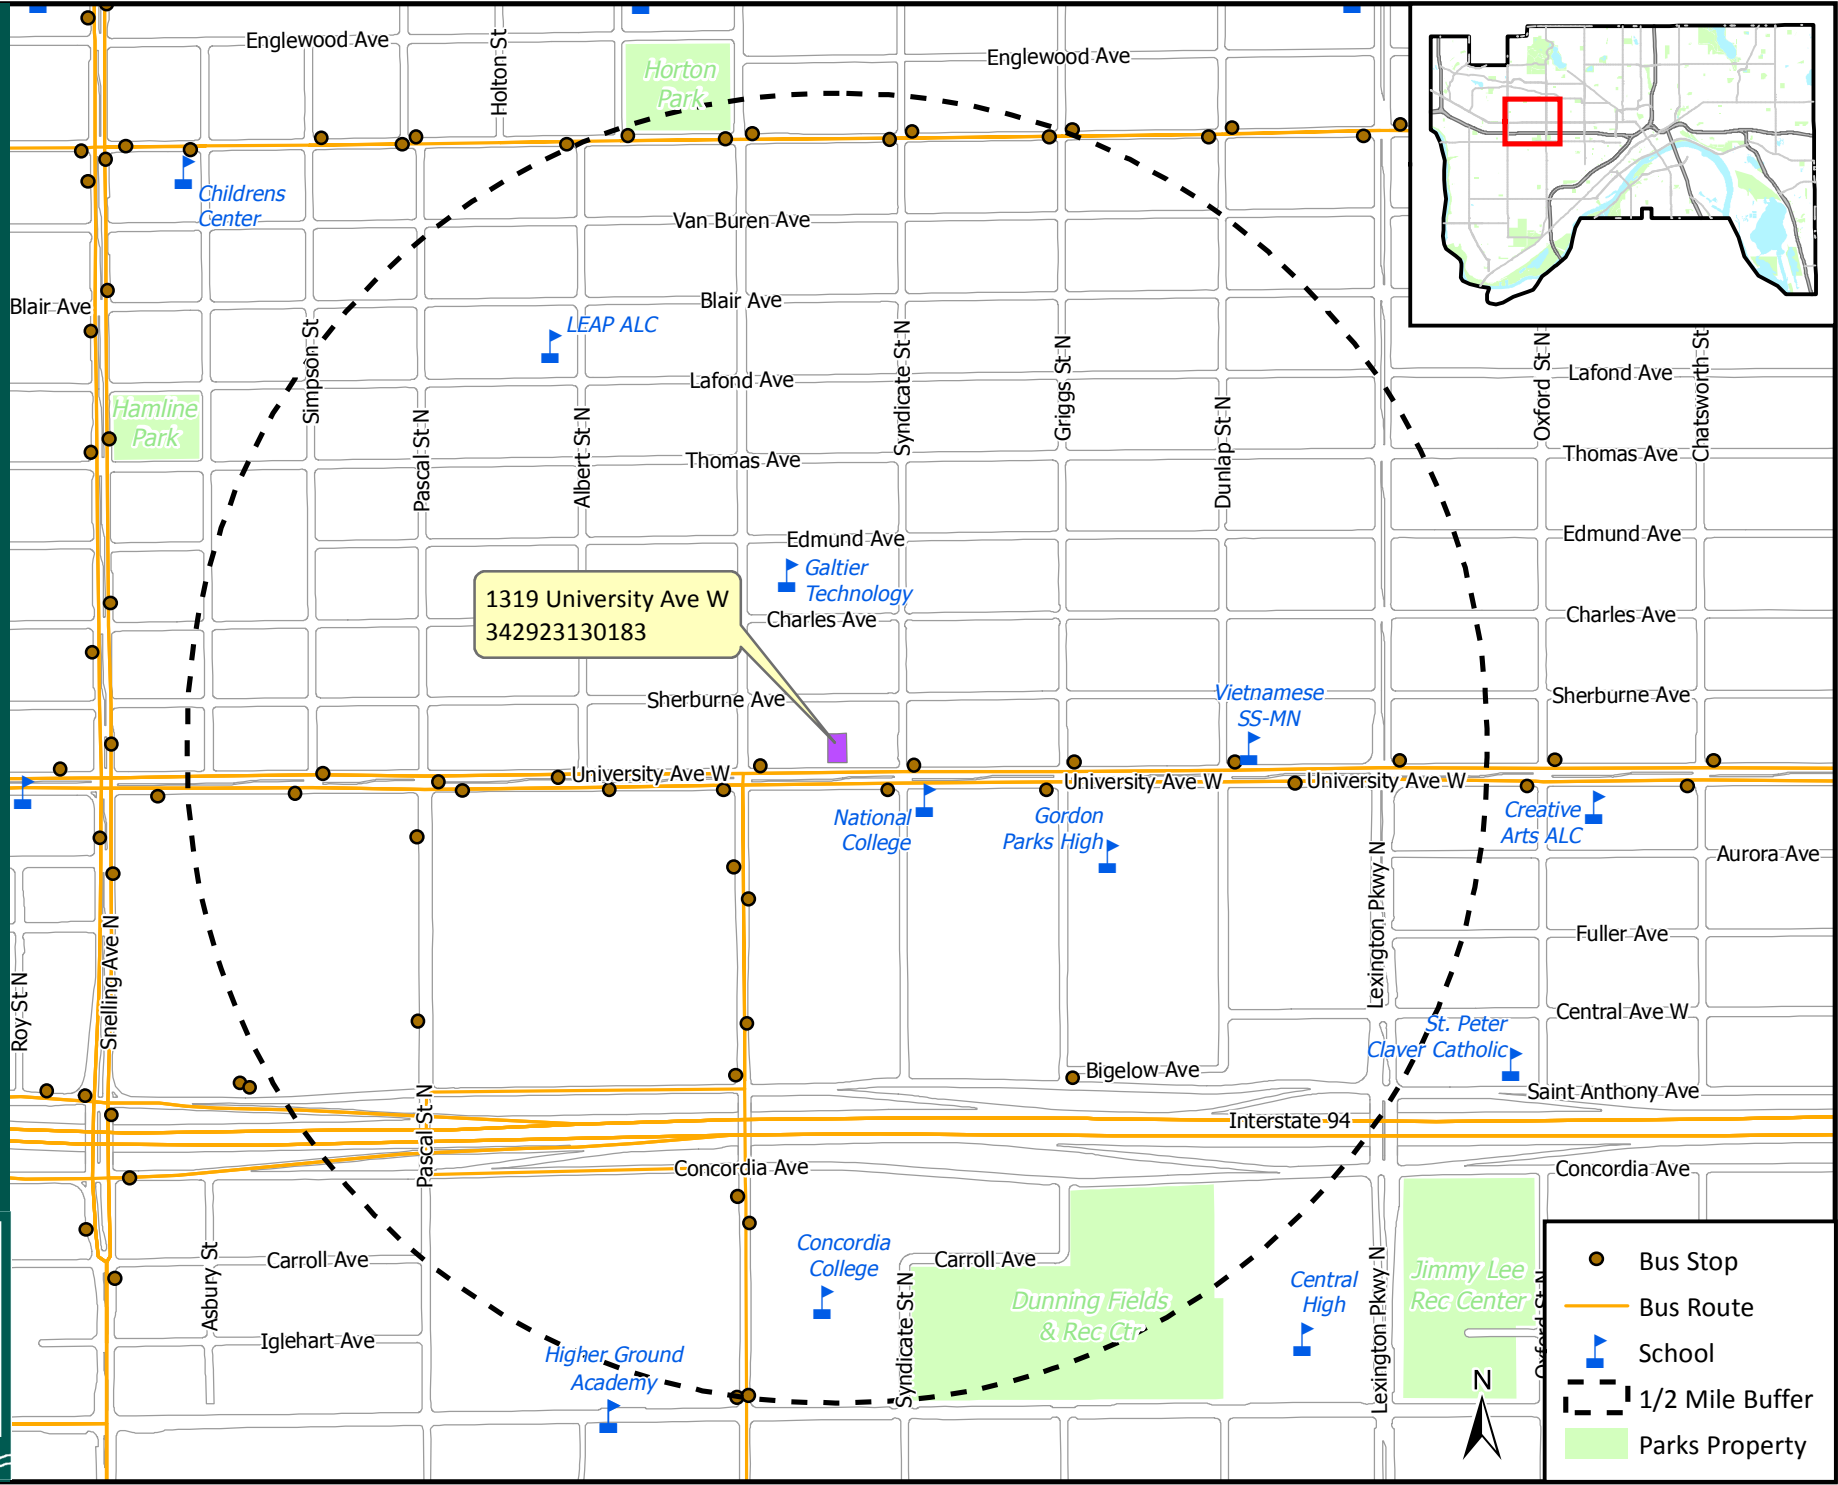 Englewood Ave
Holton St
Horton
Park
Englewood Ave
Childrens
Center
Van Buren Ave
Blair Ave
Blair Ave
LEAP ALC
Simpson St
Syndicate St N
Griggs St N
Oxford St N
Chatsworth St
Lafond Ave
Lafond Ave
Hamline
Park
Pascal St N
Albert St N
Dunlap St N
Thomas Ave
Thomas Ave
Edmund Ave
Edmund Ave
Galtier
Technology
1319 University Ave W
342923130183
Charles Ave
Charles Ave
Sherburne Ave
Vietnamese
SS-MN
Sherburne Ave
University Ave W
University Ave W
University Ave W
National
College
Gordon
Parks High
Creative
Arts ALC
Aurora Ave
Lexington Pkwy N
Snelling Ave N
Roy St N
Fuller Ave
Central Ave W
St. Peter
Claver Catholic
Bigelow Ave
Saint Anthony Ave
Pascal St N
Interstate 94
Concordia Ave
Concordia Ave
Asbury St
Carroll Ave
Concordia
College
Carroll Ave
Syndicate St N
Dunning Fields
& Rec Ctr
Central
High
Lexington Pkwy N
Jimmy Lee
Rec Center
Oxford St N
Iglehart Ave
Higher Ground
Academy
N
Bus Stop
Bus Route
School
1/2 Mile Buffer
Parks Property